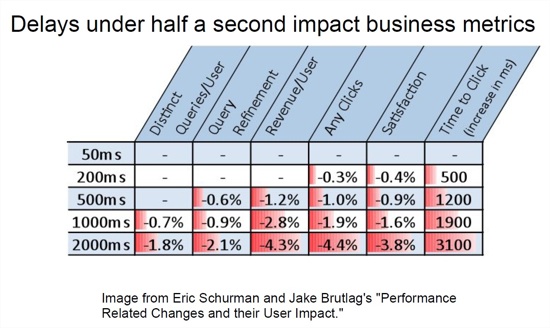 Delays under half a second impact business metrics
Distinct Queries/User
Query Refinement
Revenue/User
Any Clicks
Satisfaction
Time to Click (increase in ms)
50ms - - - - - -
200ms - - - -0.3% -0.4% 500
500ms - -0.6% -1.2% -1.0% -0.9% 1200
1000ms -0.7% -0.9% -2.8% -1.9% -1.6% 1900
2000ms -1.8% -2.1% -4.3% -4.4% -3.8% 3100
Image from Eric Schurman and Jake Brutlag's "Performance
Related Changes and their User Impact."